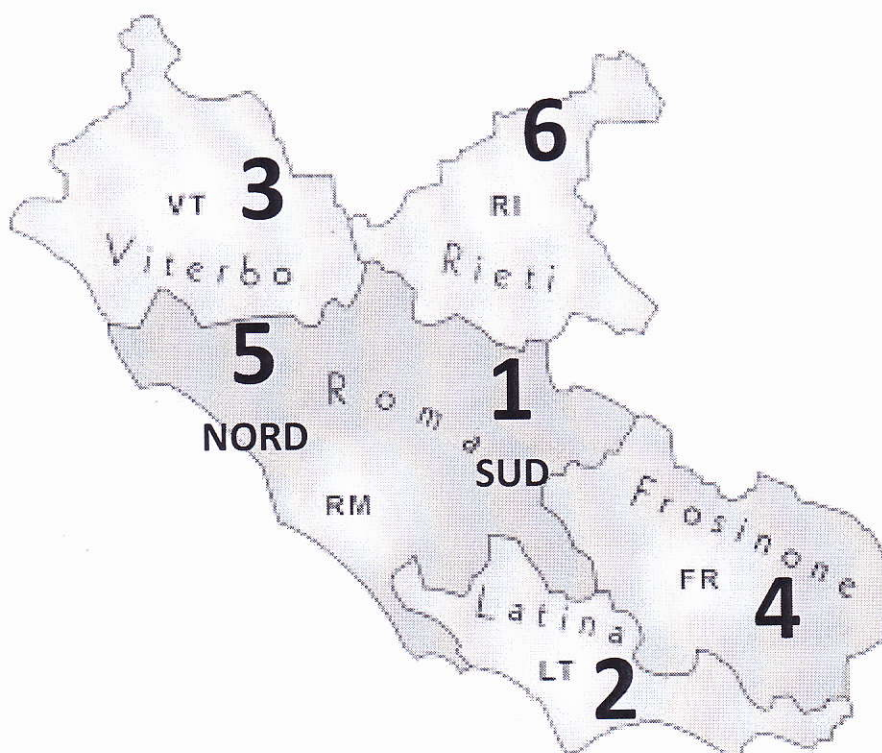 6
3
VT
RI
Viterbo
Rieti
5
1
Roma
NORD
SUD
RM
Frosinone
FR
4
Latina
LT
2